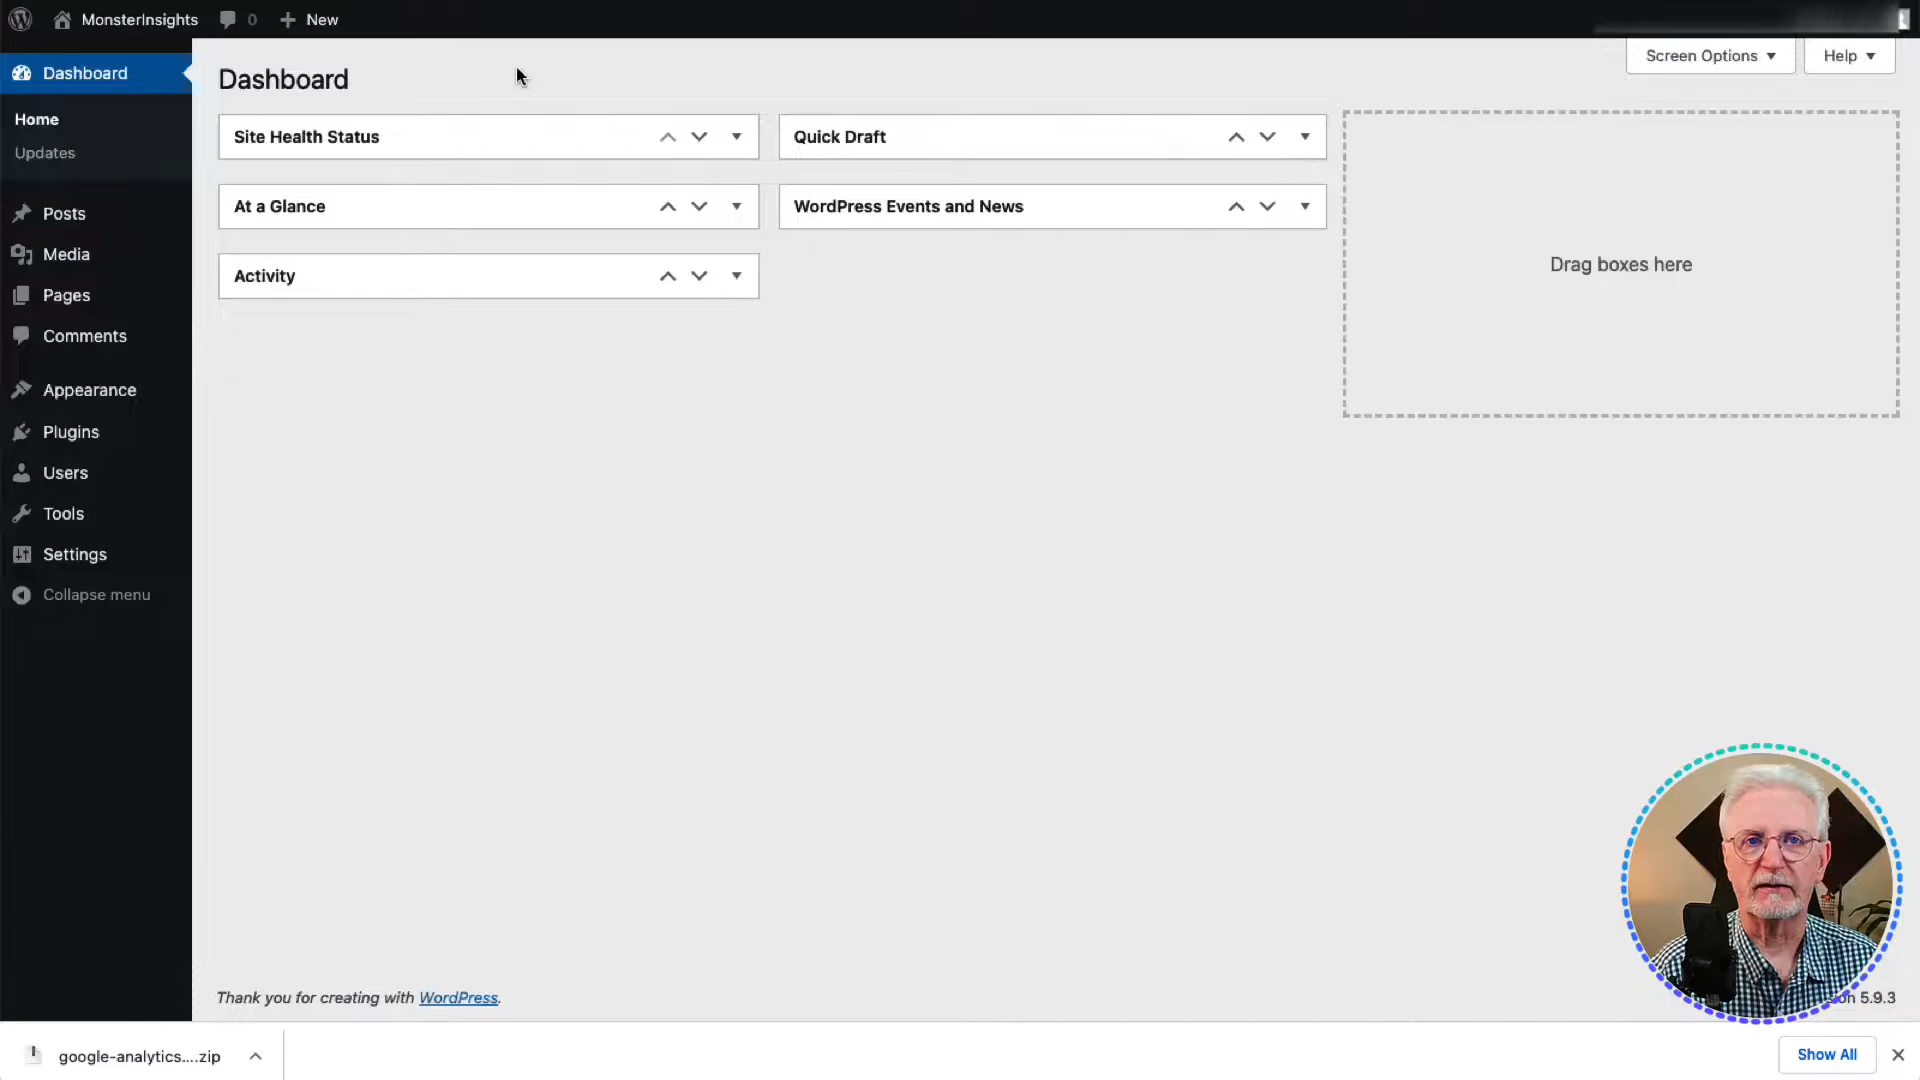 MonsterInsights 0 New
Screen Options Help
Dashboard
Home
Updates
Posts
Media
Pages
Comments
Appearance
Plugins
Users
Tools
Settings
Collapse menu
Dashboard
Site Health Status
At a Glance
Activity
Quick Draft
WordPress Events and News
Drag boxes here
Thank you for creating with WordPress.
on 5.9.3
google-analytics....zip
Show All